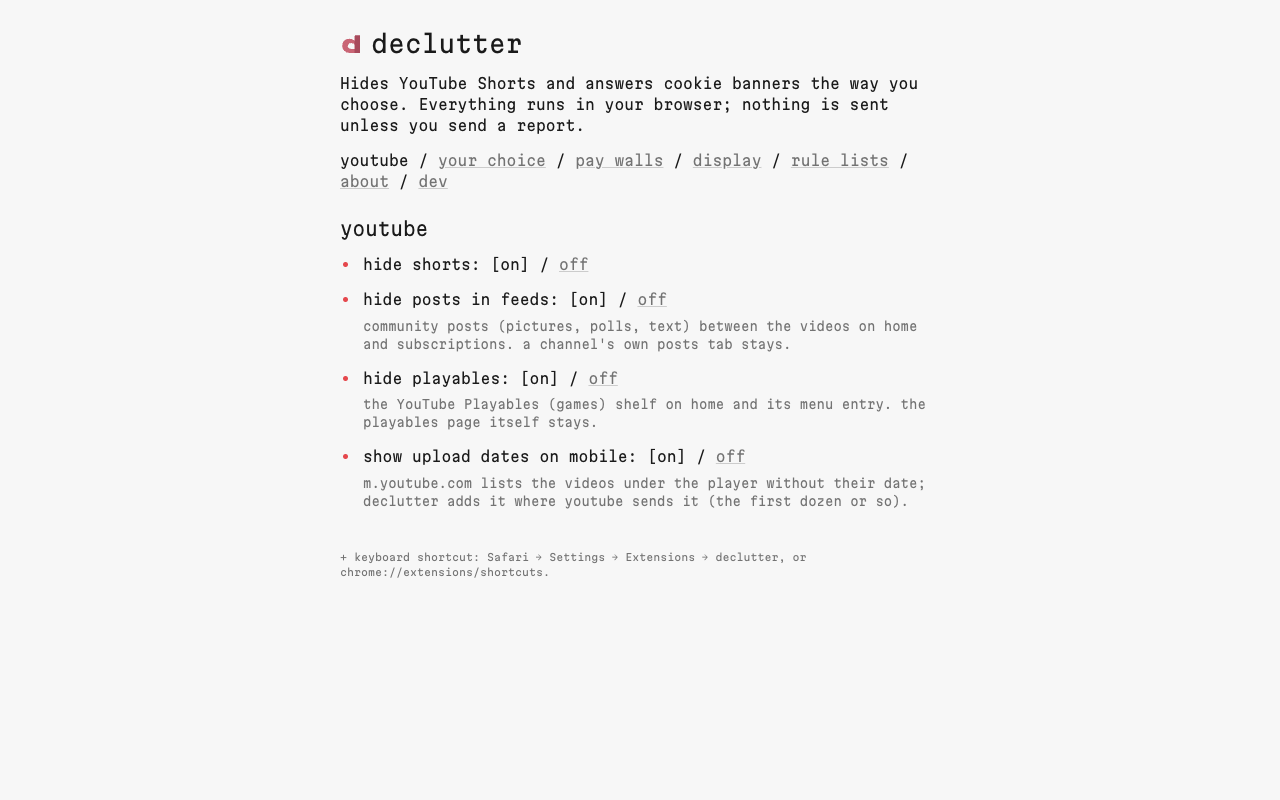 d declutter
Hides YouTube Shorts and answers cookie banners the way you
choose. Everything runs in your browser; nothing is sent
unless you send a report.
youtube / your choice / pay walls / display / rule lists /
about / dev
youtube
• hide shorts: [on] / off
• hide posts in feeds: [on] / off
community posts (pictures, polls, text) between the videos on home
and subscriptions. a channel's own posts tab stays.
• hide playables: [on] / off
the YouTube Playables (games) shelf on home and its menu entry. the
playables page itself stays.
• show upload dates on mobile: [on] / off
m.youtube.com lists the videos under the player without their date;
declutter adds it where youtube sends it (the first dozen or so).
+ keyboard shortcut: Safari → Settings → Extensions → declutter, or
chrome://extensions/shortcuts.